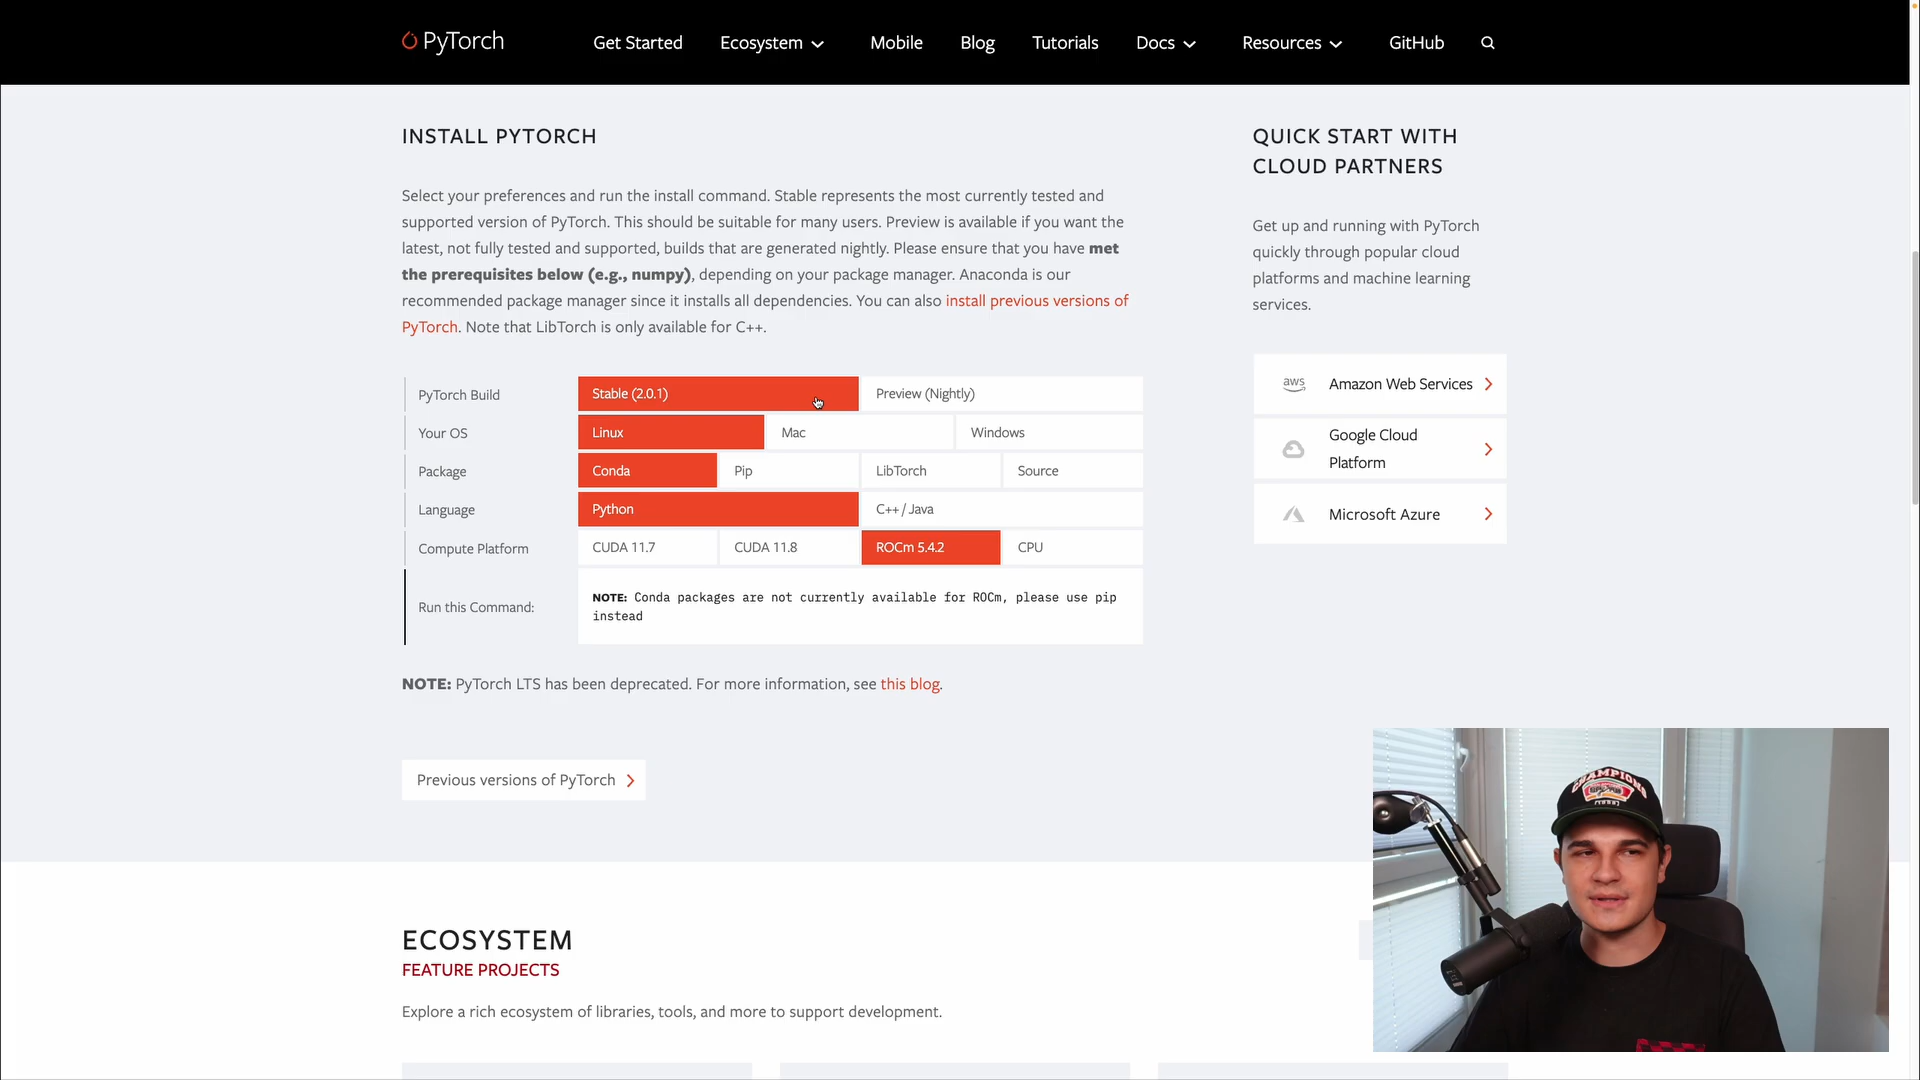 PyTorch
Get Started
Ecosystem
Mobile
Blog
Tutorials
Docs
Resources
GitHub
INSTALL PYTORCH
Select your preferences and run the install command. Stable represents the most currently tested and
supported version of PyTorch. This should be suitable for many users. Preview is available if you want the
latest, not fully tested and supported, builds that are generated nightly. Please ensure that you have met
the prerequisites below (e.g., numpy), depending on your package manager. Anaconda is our
recommended package manager since it installs all dependencies. You can also install previous versions of
PyTorch. Note that LibTorch is only available for C++.
PyTorch Build
Stable (2.0.1)
Preview (Nightly)
Your OS
Linux
Mac
Windows
Package
Conda
Pip
LibTorch
Source
Language
Python
C++ / Java
Compute Platform
CUDA 11.7
CUDA 11.8
ROCm 5.4.2
CPU
Run this Command:
NOTE: Conda packages are not currently available for ROCm, please use pip
instead
NOTE: PyTorch LTS has been deprecated. For more information, see this blog.
Previous versions of PyTorch
QUICK START WITH
CLOUD PARTNERS
Get up and running with PyTorch
quickly through popular cloud
platforms and machine learning
services.
aws
Amazon Web Services
Google Cloud
Platform
Microsoft Azure
ECOSYSTEM
FEATURE PROJECTS
Explore a rich ecosystem of libraries, tools, and more to support development.
CHAMPIONS